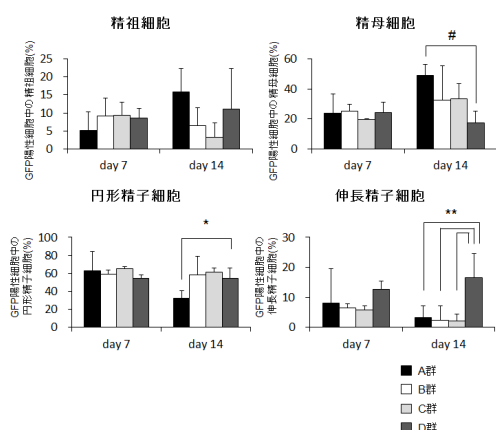 精祖細胞
GFP陽性細胞中の精祖細胞(%)
25
20
15
10
5
0
day 7
day 14
精母細胞
GFP陽性細胞中の精母細胞(%)
60
40
20
0
#
day 7
day 14
円形精子細胞
GFP陽性細胞中の
円形精子細胞(%)
100
80
60
40
20
0
*
day 7
day 14
伸長精子細胞
GFP陽性細胞中の
伸長精子細胞(%)
30
20
10
0
**
day 7
day 14
A群
B群
C群
D群